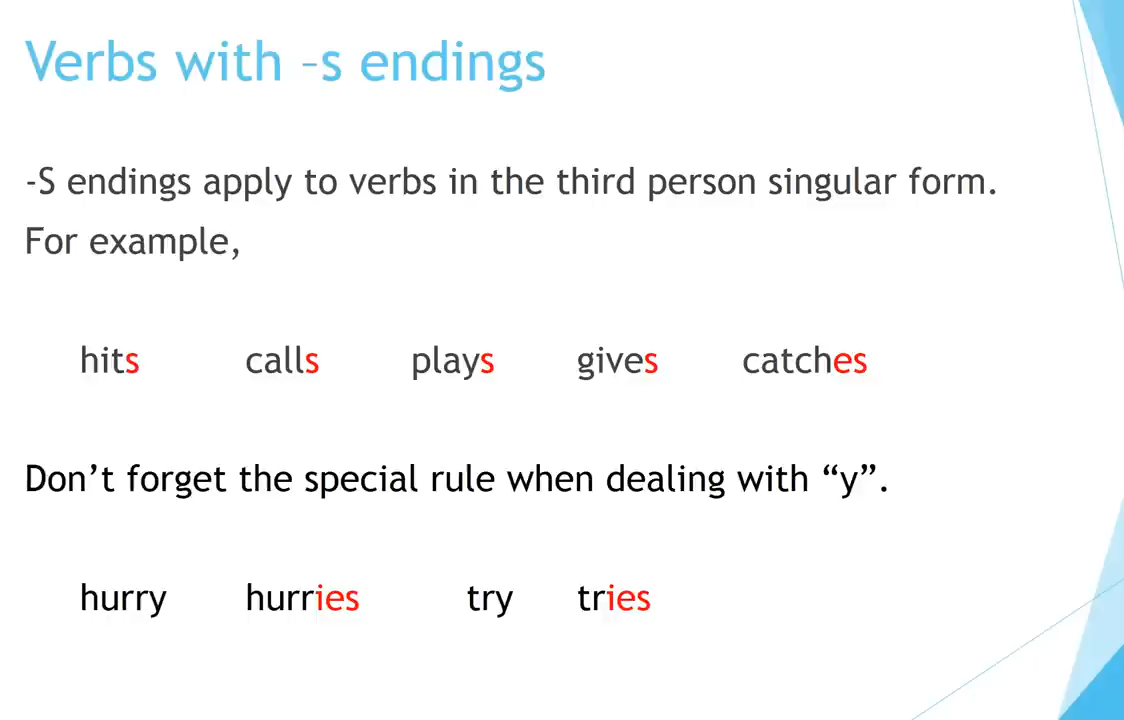 Verbs with –s endings
-S endings apply to verbs in the third person singular form.
For example,
hits calls plays gives catches
Don’t forget the special rule when dealing with “y”.
hurry hurries try tries